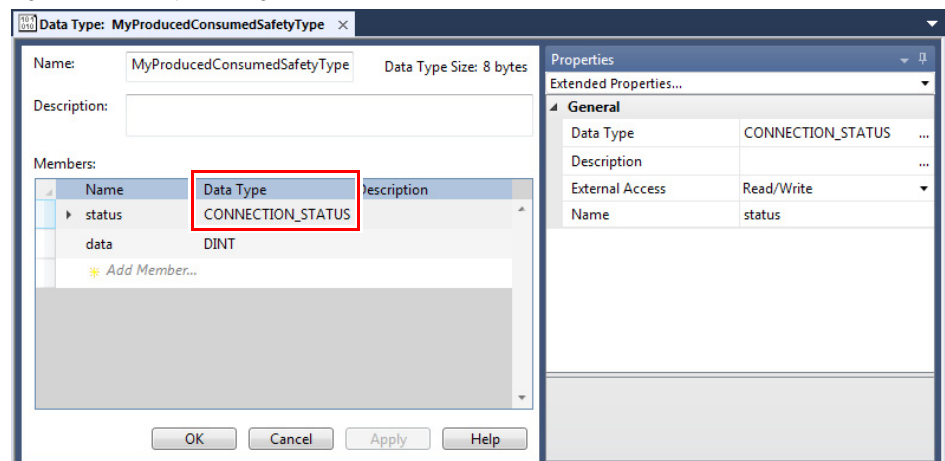 Data Type: MyProducedConsumedSafetyType ×
Name: MyProducedConsumedSafetyType Data Type Size: 8 bytes
Description:
Members:
Name Data Type Description
status CONNECTION_STATUS
data DINT
Add Member...
OK Cancel Apply Help
Properties
Extended Properties...
General
Data Type CONNECTION_STATUS ...
Description ...
External Access Read/Write
Name status